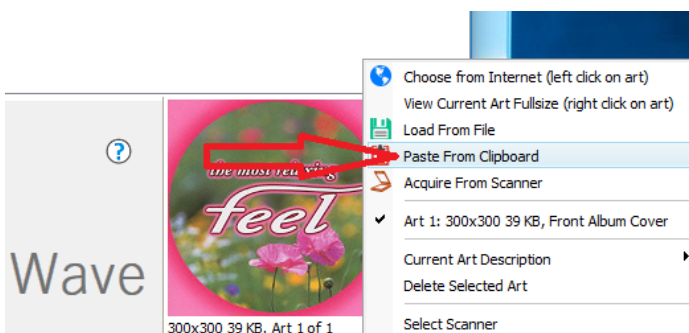 Choose from Internet (left click on art)
View Current Art Fullsize (right click on art)
Load From File
Paste From Clipboard
Acquire From Scanner
Art 1: 300x300 39 KB, Front Album Cover
Current Art Description
Delete Selected Art
Select Scanner
?
the most relaxing
feel
Wave
300x300 39 KB, Art 1 of 1